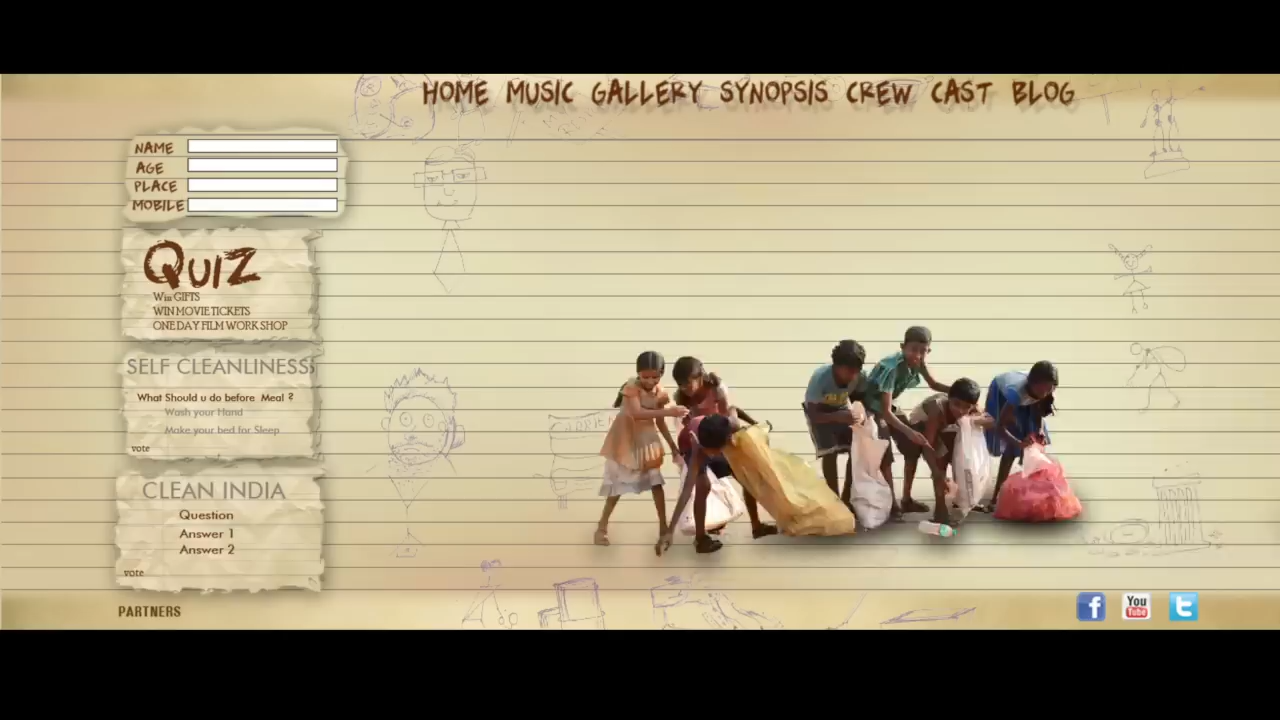 HOME MUSIC GALLERY SYNOPSIS CREW CAST BLOG
NAME
AGE
PLACE
MOBILE
QUIZ
Win GIFTS
WIN MOVIE TICKETS
ONE DAY FILM WORK SHOP
SELF CLEANLINESS
What Should u do before Meal ?
Wash your Hand
Make your bed for Sleep
vote
CLEAN INDIA
Question
Answer 1
Answer 2
vote
PARTNERS
f
You
Tube
t